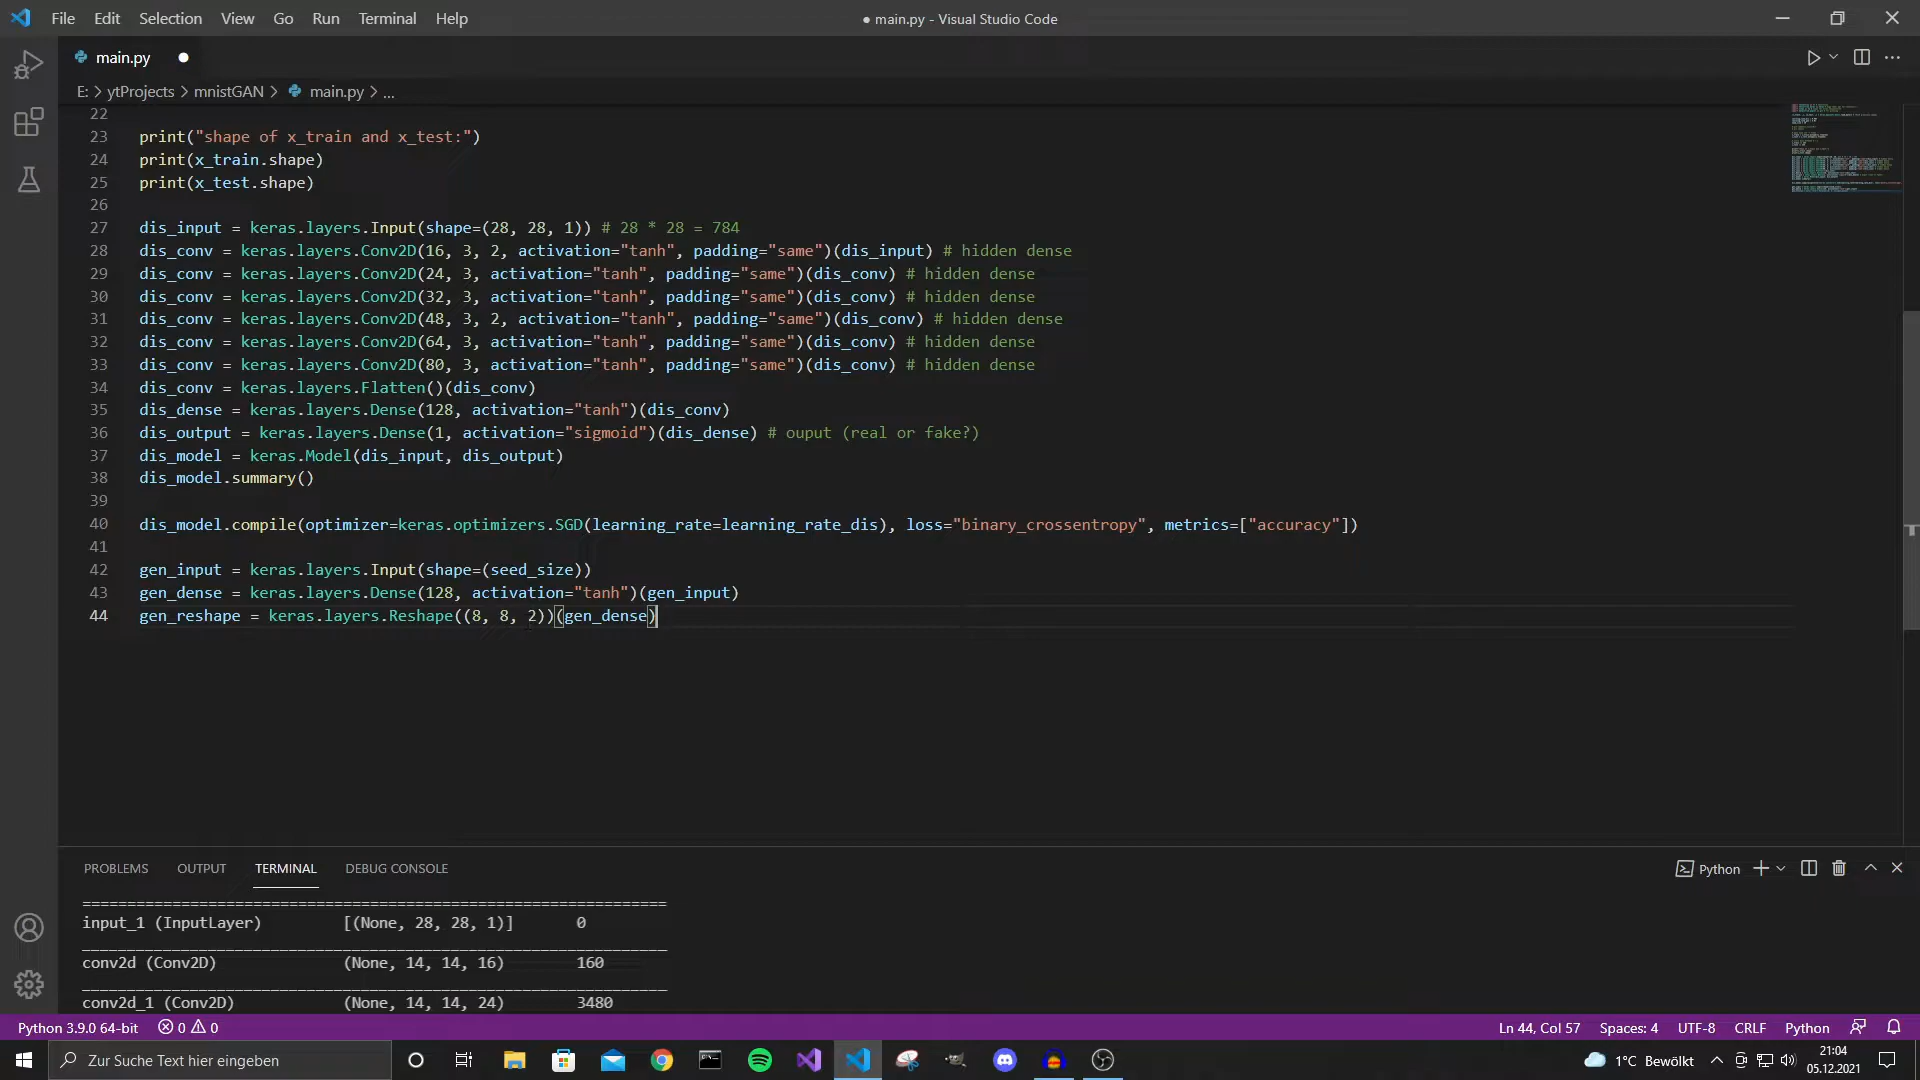 File Edit Selection View Go Run Terminal Help
● main.py - Visual Studio Code
main.py
E: > ytProjects > mnistGAN > main.py > ...
22
23 print("shape of x_train and x_test:")
24 print(x_train.shape)
25 print(x_test.shape)
26
27 dis_input = keras.layers.Input(shape=(28, 28, 1)) # 28 * 28 = 784
28 dis_conv = keras.layers.Conv2D(16, 3, 2, activation="tanh", padding="same")(dis_input) # hidden dense
29 dis_conv = keras.layers.Conv2D(24, 3, activation="tanh", padding="same")(dis_conv) # hidden dense
30 dis_conv = keras.layers.Conv2D(32, 3, activation="tanh", padding="same")(dis_conv) # hidden dense
31 dis_conv = keras.layers.Conv2D(48, 3, 2, activation="tanh", padding="same")(dis_conv) # hidden dense
32 dis_conv = keras.layers.Conv2D(64, 3, activation="tanh", padding="same")(dis_conv) # hidden dense
33 dis_conv = keras.layers.Conv2D(80, 3, activation="tanh", padding="same")(dis_conv) # hidden dense
34 dis_conv = keras.layers.Flatten()(dis_conv)
35 dis_dense = keras.layers.Dense(128, activation="tanh")(dis_conv)
36 dis_output = keras.layers.Dense(1, activation="sigmoid")(dis_dense) # ouput (real or fake?)
37 dis_model = keras.Model(dis_input, dis_output)
38 dis_model.summary()
39
40 dis_model.compile(optimizer=keras.optimizers.SGD(learning_rate=learning_rate_dis), loss="binary_crossentropy", metrics=["accuracy"])
41
42 gen_input = keras.layers.Input(shape=(seed_size))
43 gen_dense = keras.layers.Dense(128, activation="tanh")(gen_input)
44 gen_reshape = keras.layers.Reshape((8, 8, 2))(gen_dense)
PROBLEMS OUTPUT TERMINAL DEBUG CONSOLE
Python
=================================================================
input_1 (InputLayer) [(None, 28, 28, 1)] 0
_________________________________________________________________
conv2d (Conv2D) (None, 14, 14, 16) 160
_________________________________________________________________
conv2d_1 (Conv2D) (None, 14, 14, 24) 3480
Python 3.9.0 64-bit 0 0 Ln 44, Col 57 Spaces: 4 UTF-8 CRLF Python
Zur Suche Text hier eingeben
1°C Bewölkt
21:04
05.12.2021